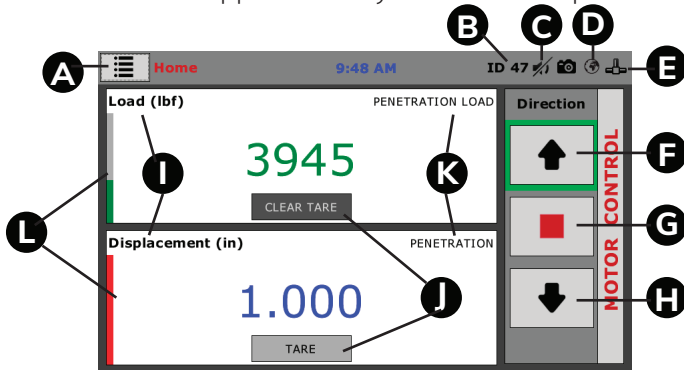 B C D
A E
Home 9:48 AM ID 47
Load (lbf) PENETRATION LOAD Direction
3945
I K F
CLEAR TARE
L G
Displacement (in) PENETRATION
MOTOR CONTROL
J H
1.000
TARE